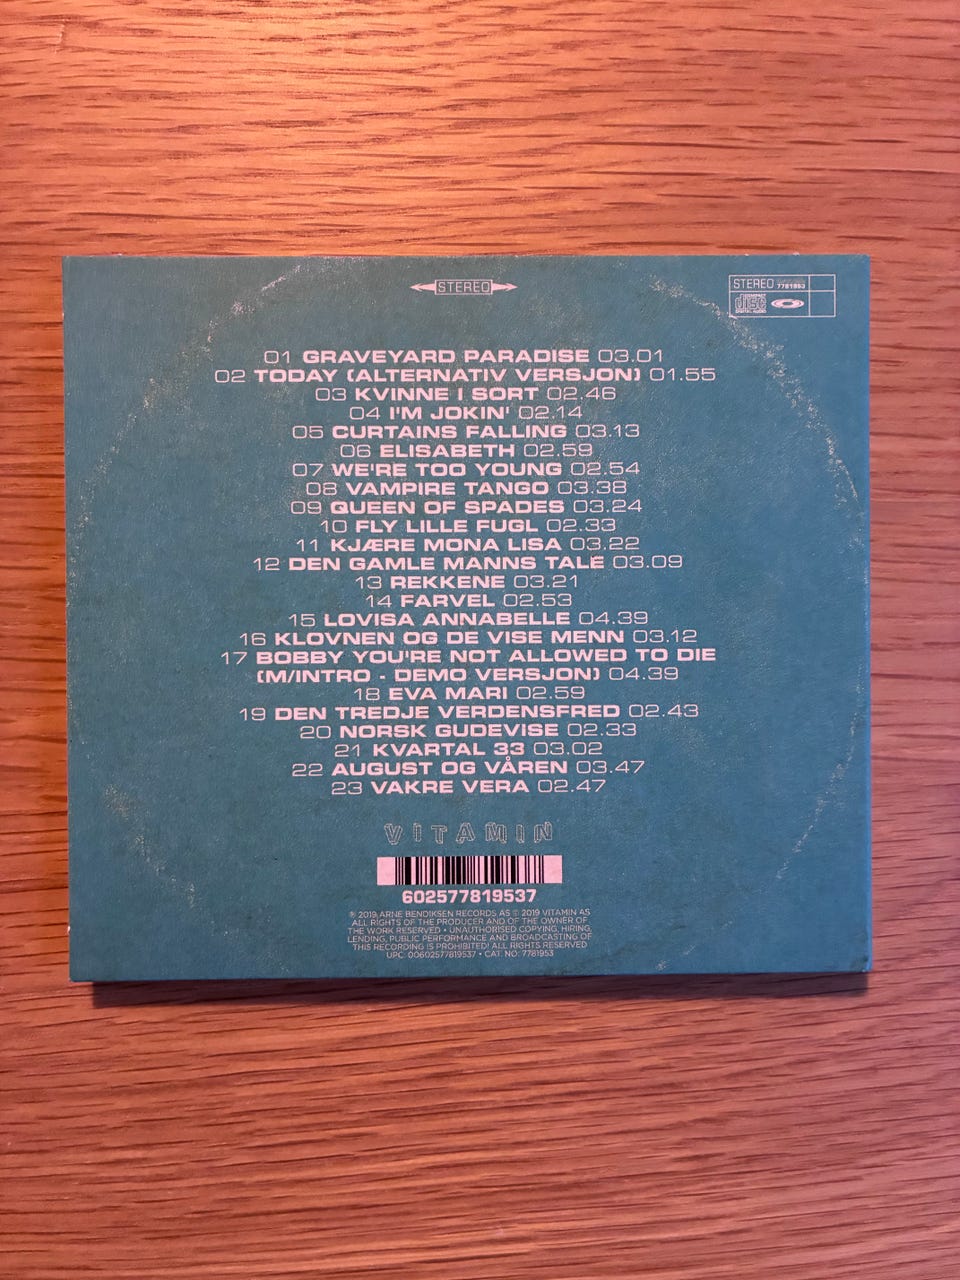 STEREO
STEREO 7781953
COMPACT
disc
DIGITAL AUDIO
01 GRAVEYARD PARADISE 03.01
02 TODAY (ALTERNATIV VERSJON) 01.55
03 KVINNE I SORT 02.46
04 I'M JOKIN' 02.14
05 CURTAINS FALLING 03.13
06 ELISABETH 02.59
07 WE'RE TOO YOUNG 02.54
08 VAMPIRE TANGO 03.38
09 QUEEN OF SPADES 03.24
10 FLY LILLE FUGL 02.33
11 KJÆRE MONA LISA 03.22
12 DEN GAMLE MANNS TALE 03.09
13 REKKENE 03.21
14 FARVEL 02.53
15 LOVISA ANNABELLE 04.39
16 KLOVNEN OG DE VISE MENN 03.12
17 BOBBY YOU'RE NOT ALLOWED TO DIE
(M/INTRO - DEMO VERSJON) 04.39
18 EVA MARI 02.59
19 DEN TREDJE VERDENSFRED 02.43
20 NORSK GUDEVISE 02.33
21 KVARTAL 33 03.02
22 AUGUST OG VÅREN 03.47
23 VAKRE VERA 02.47
VITAMIN
602577819537
℗ 2019 ARNE BENDIKSEN RECORDS AS © 2019 VITAMIN AS
ALL RIGHTS OF THE PRODUCER AND OF THE OWNER OF
THE WORK RESERVED • UNAUTHORISED COPYING, HIRING,
LENDING, PUBLIC PERFORMANCE AND BROADCASTING OF
THIS RECORDING IS PROHIBITED! ALL RIGHTS RESERVED
UPC: 00602577819537 • CAT. NO: 7781953